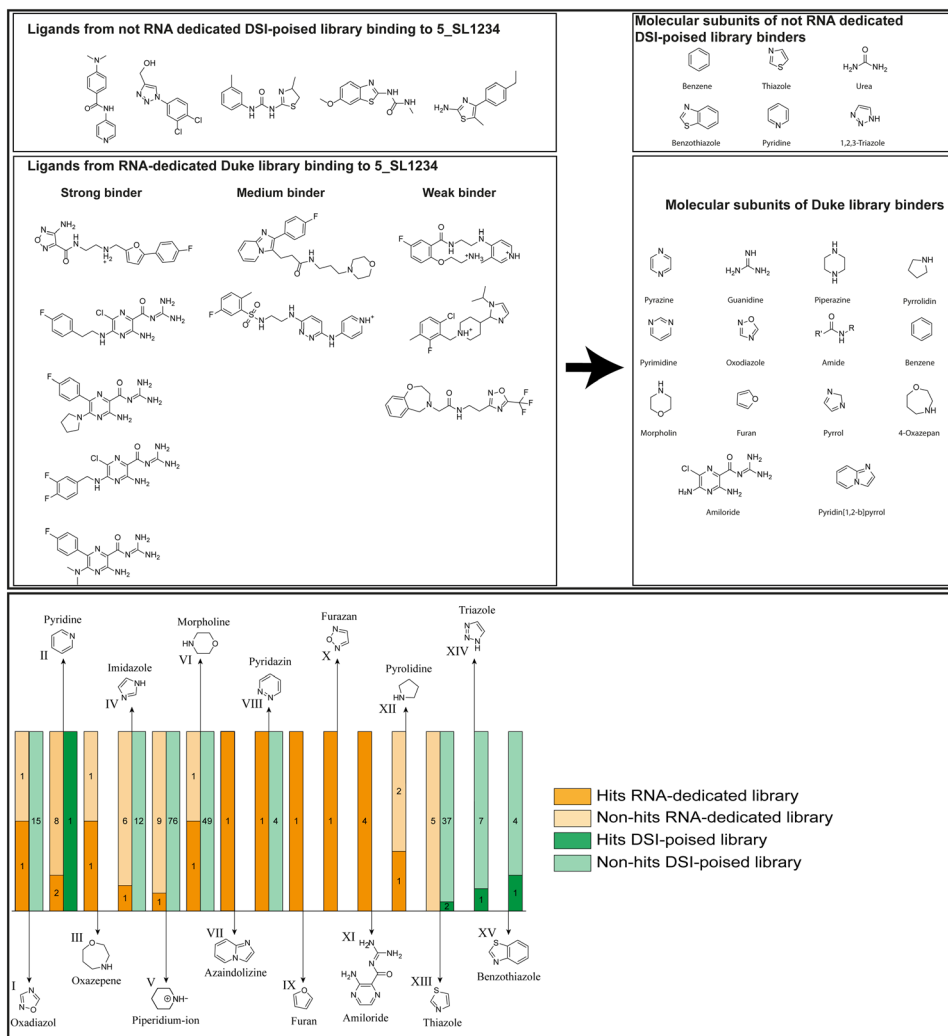 Ligands from not RNA dedicated DSI-poised library binding to 5_SL1234
Molecular subunits of not RNA dedicated
DSI-poised library binders
Benzene
Thiazole
Urea
Benzothiazole
Pyridine
1,2,3-Triazole
Ligands from RNA-dedicated Duke library binding to 5_SL1234
Strong binder
Medium binder
Weak binder
Molecular subunits of Duke library binders
Pyrazine
Guanidine
Piperazine
Pyrrolidin
Pyrimidine
Oxodiazole
Amide
Benzene
Morpholin
Furan
Pyrrol
4-Oxazepan
Amiloride
Pyridin[1,2-b]pyrrol
Pyridine
II
Imidazole
IV
Morpholine
VI
Pyridazin
VIII
Furazan
X
Pyrolidine
XII
Triazole
XIV
1 1 15
8 2 1
1 1
6 1 12
9 1 76
1 1 49
1
1 4
1
1
4
2 1
5 37 2
7 1
4 1
Hits RNA-dedicated library
Non-hits RNA-dedicated library
Hits DSI-poised library
Non-hits DSI-poised library
I
Oxadiazol
III
Oxazepene
V
Piperidium-ion
VII
Azaindolizine
IX
Furan
XI
Amiloride
XIII
Thiazole
XV
Benzothiazole